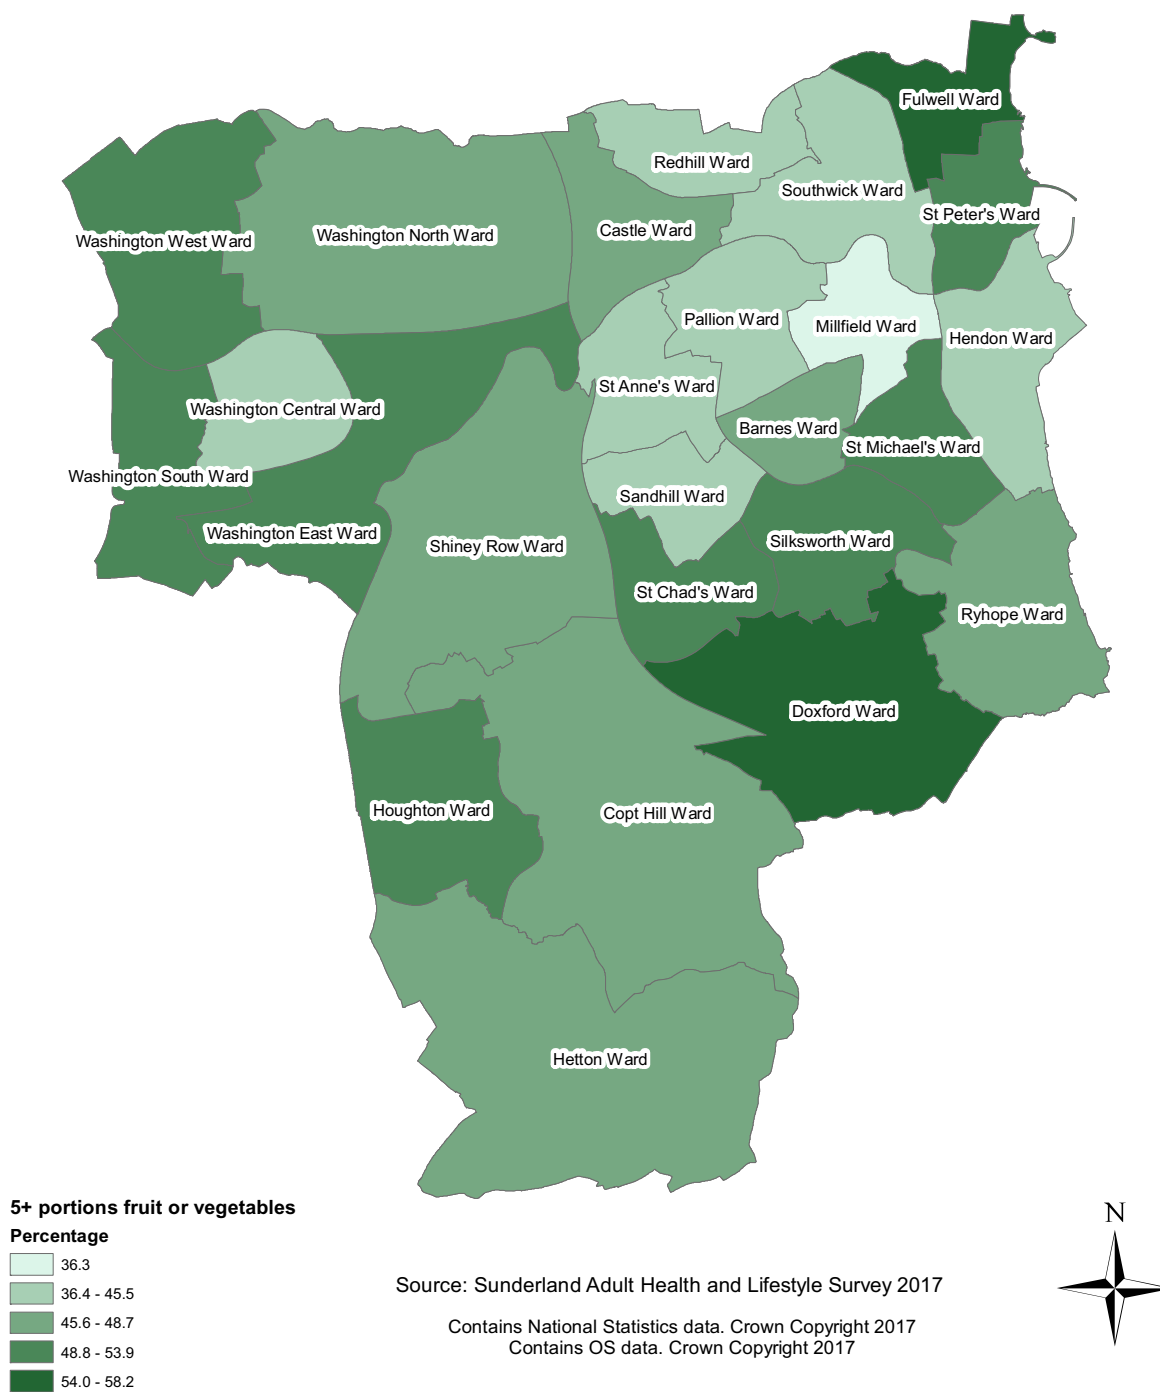 Fulwell Ward
Redhill Ward
Southwick Ward
St Peter's Ward
Castle Ward
Washington North Ward
Washington West Ward
Pallion Ward
Millfield Ward
Hendon Ward
St Anne's Ward
Washington Central Ward
Barnes Ward
St Michael's Ward
Washington South Ward
Sandhill Ward
Washington East Ward
Shiney Row Ward
Silksworth Ward
St Chad's Ward
Ryhope Ward
Doxford Ward
Houghton Ward
Copt Hill Ward
Hetton Ward
5+ portions fruit or vegetables
Percentage
36.3
36.4 - 45.5
45.6 - 48.7
48.8 - 53.9
54.0 - 58.2
Source: Sunderland Adult Health and Lifestyle Survey 2017
Contains National Statistics data. Crown Copyright 2017
Contains OS data. Crown Copyright 2017
N